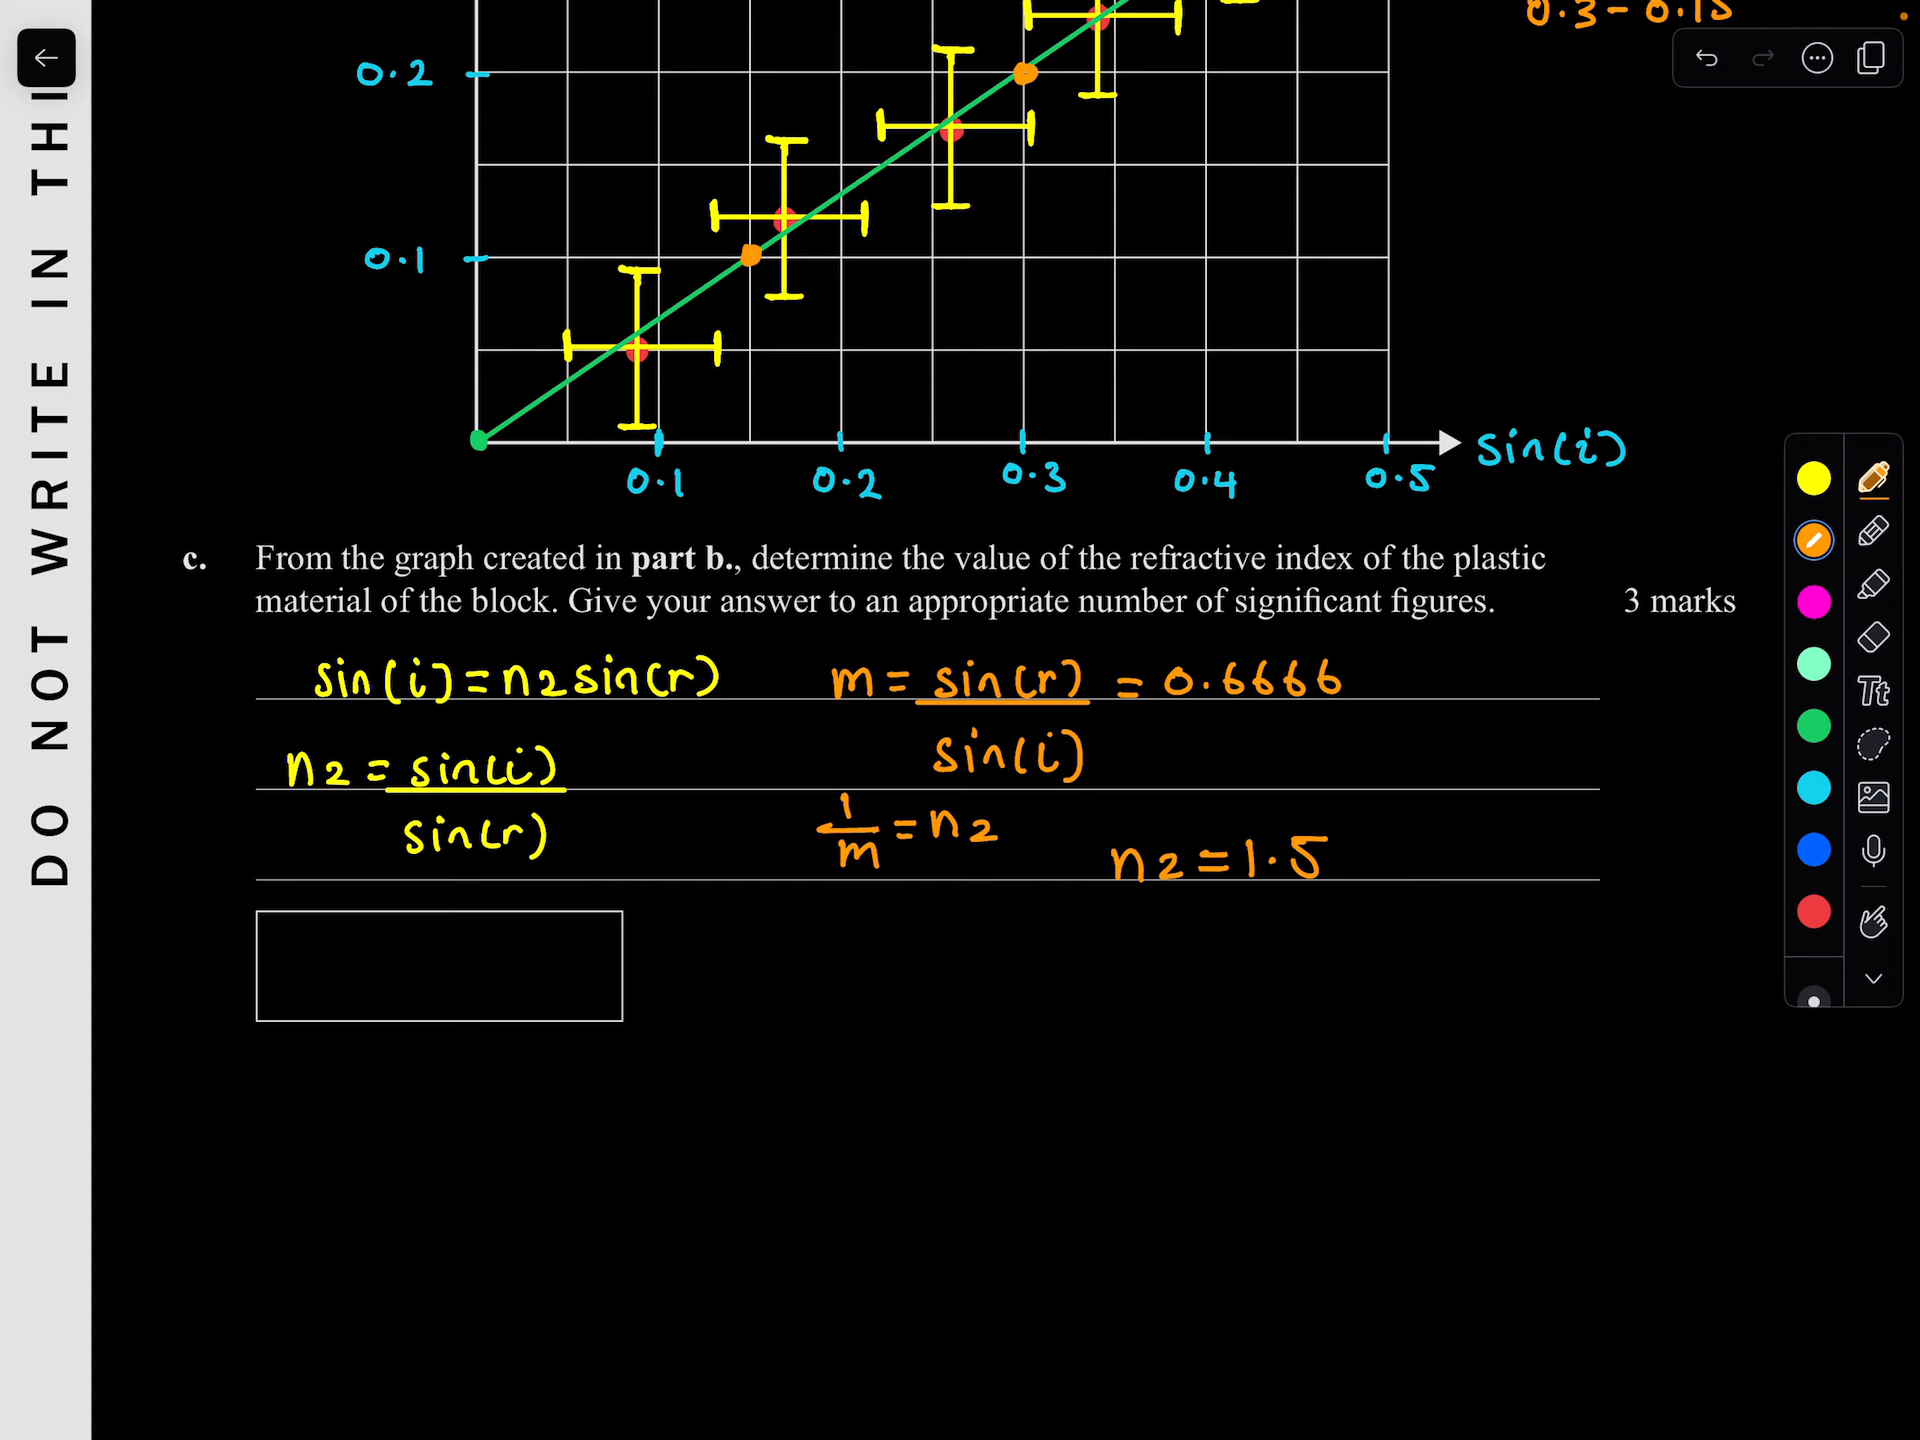 0.3 - 0.15
DO NOT WRITE IN THI
0.2
0.1
0.1
0.2
0.3
0.4
0.5
sin(i)
c. From the graph created in part b., determine the value of the refractive index of the plastic
material of the block. Give your answer to an appropriate number of significant figures. 3 marks
sin(i) = n2 sin(r)
m = sin(r) = 0.6666
sin(i)
n2 = sin(i)
sin(r)
1
m = n2
n2 = 1.5
Tt